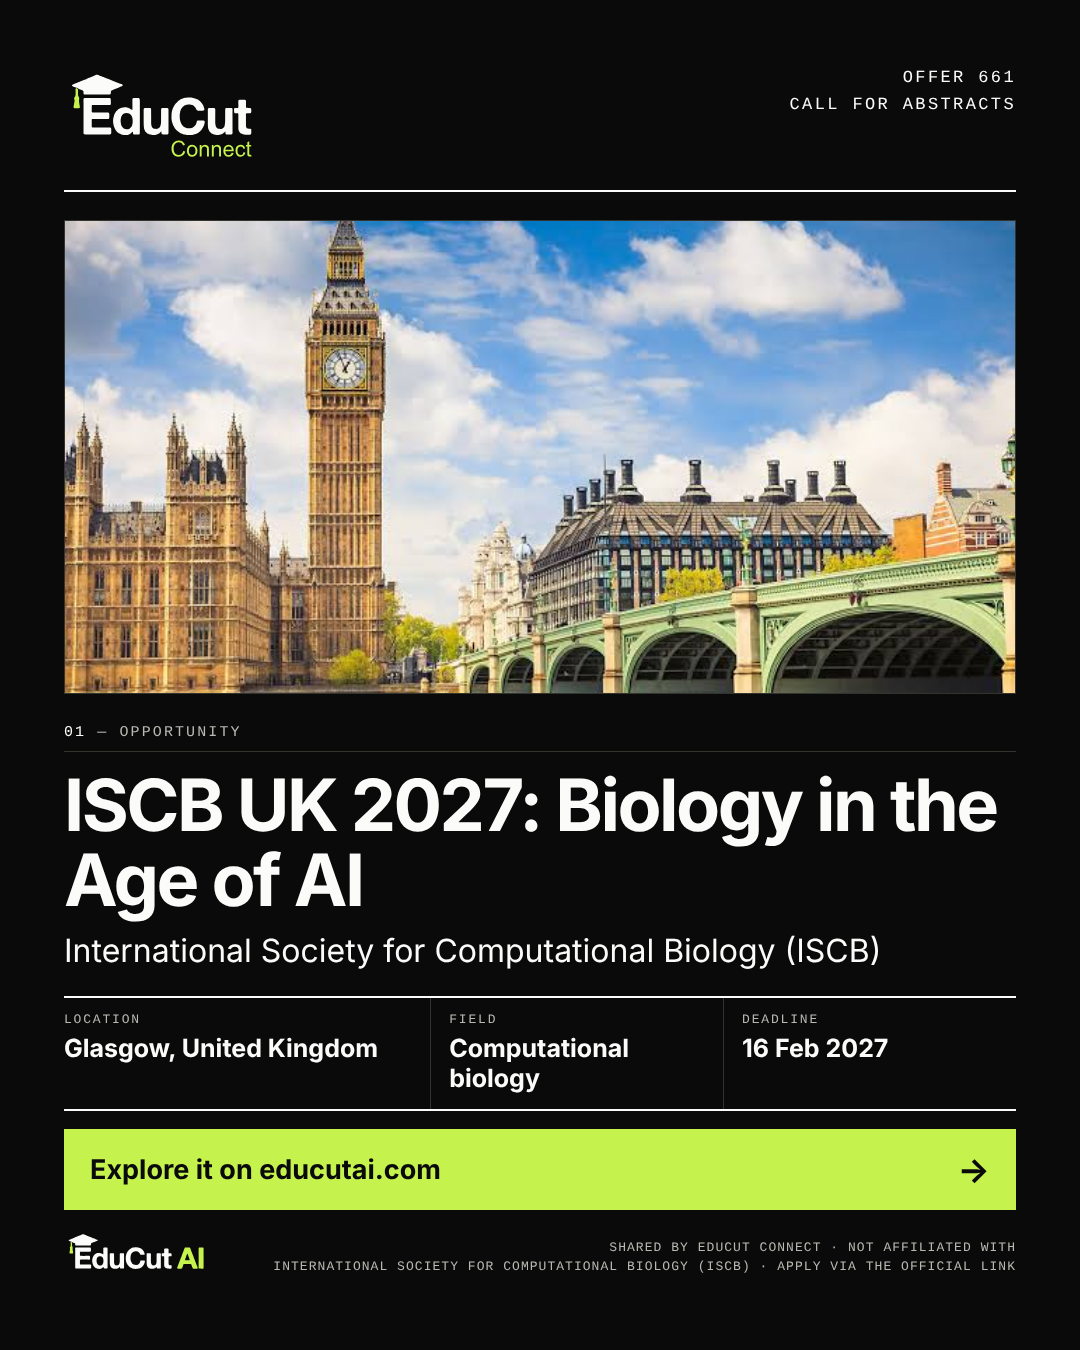 EduCut
Connect
OFFER 661
CALL FOR ABSTRACTS
01 — OPPORTUNITY
ISCB UK 2027: Biology in the
Age of AI
International Society for Computational Biology (ISCB)
LOCATION
Glasgow, United Kingdom
FIELD
Computational
biology
DEADLINE
16 Feb 2027
Explore it on educutai.com →
EduCut AI
SHARED BY EDUCUT CONNECT · NOT AFFILIATED WITH
INTERNATIONAL SOCIETY FOR COMPUTATIONAL BIOLOGY (ISCB) · APPLY VIA THE OFFICIAL LINK